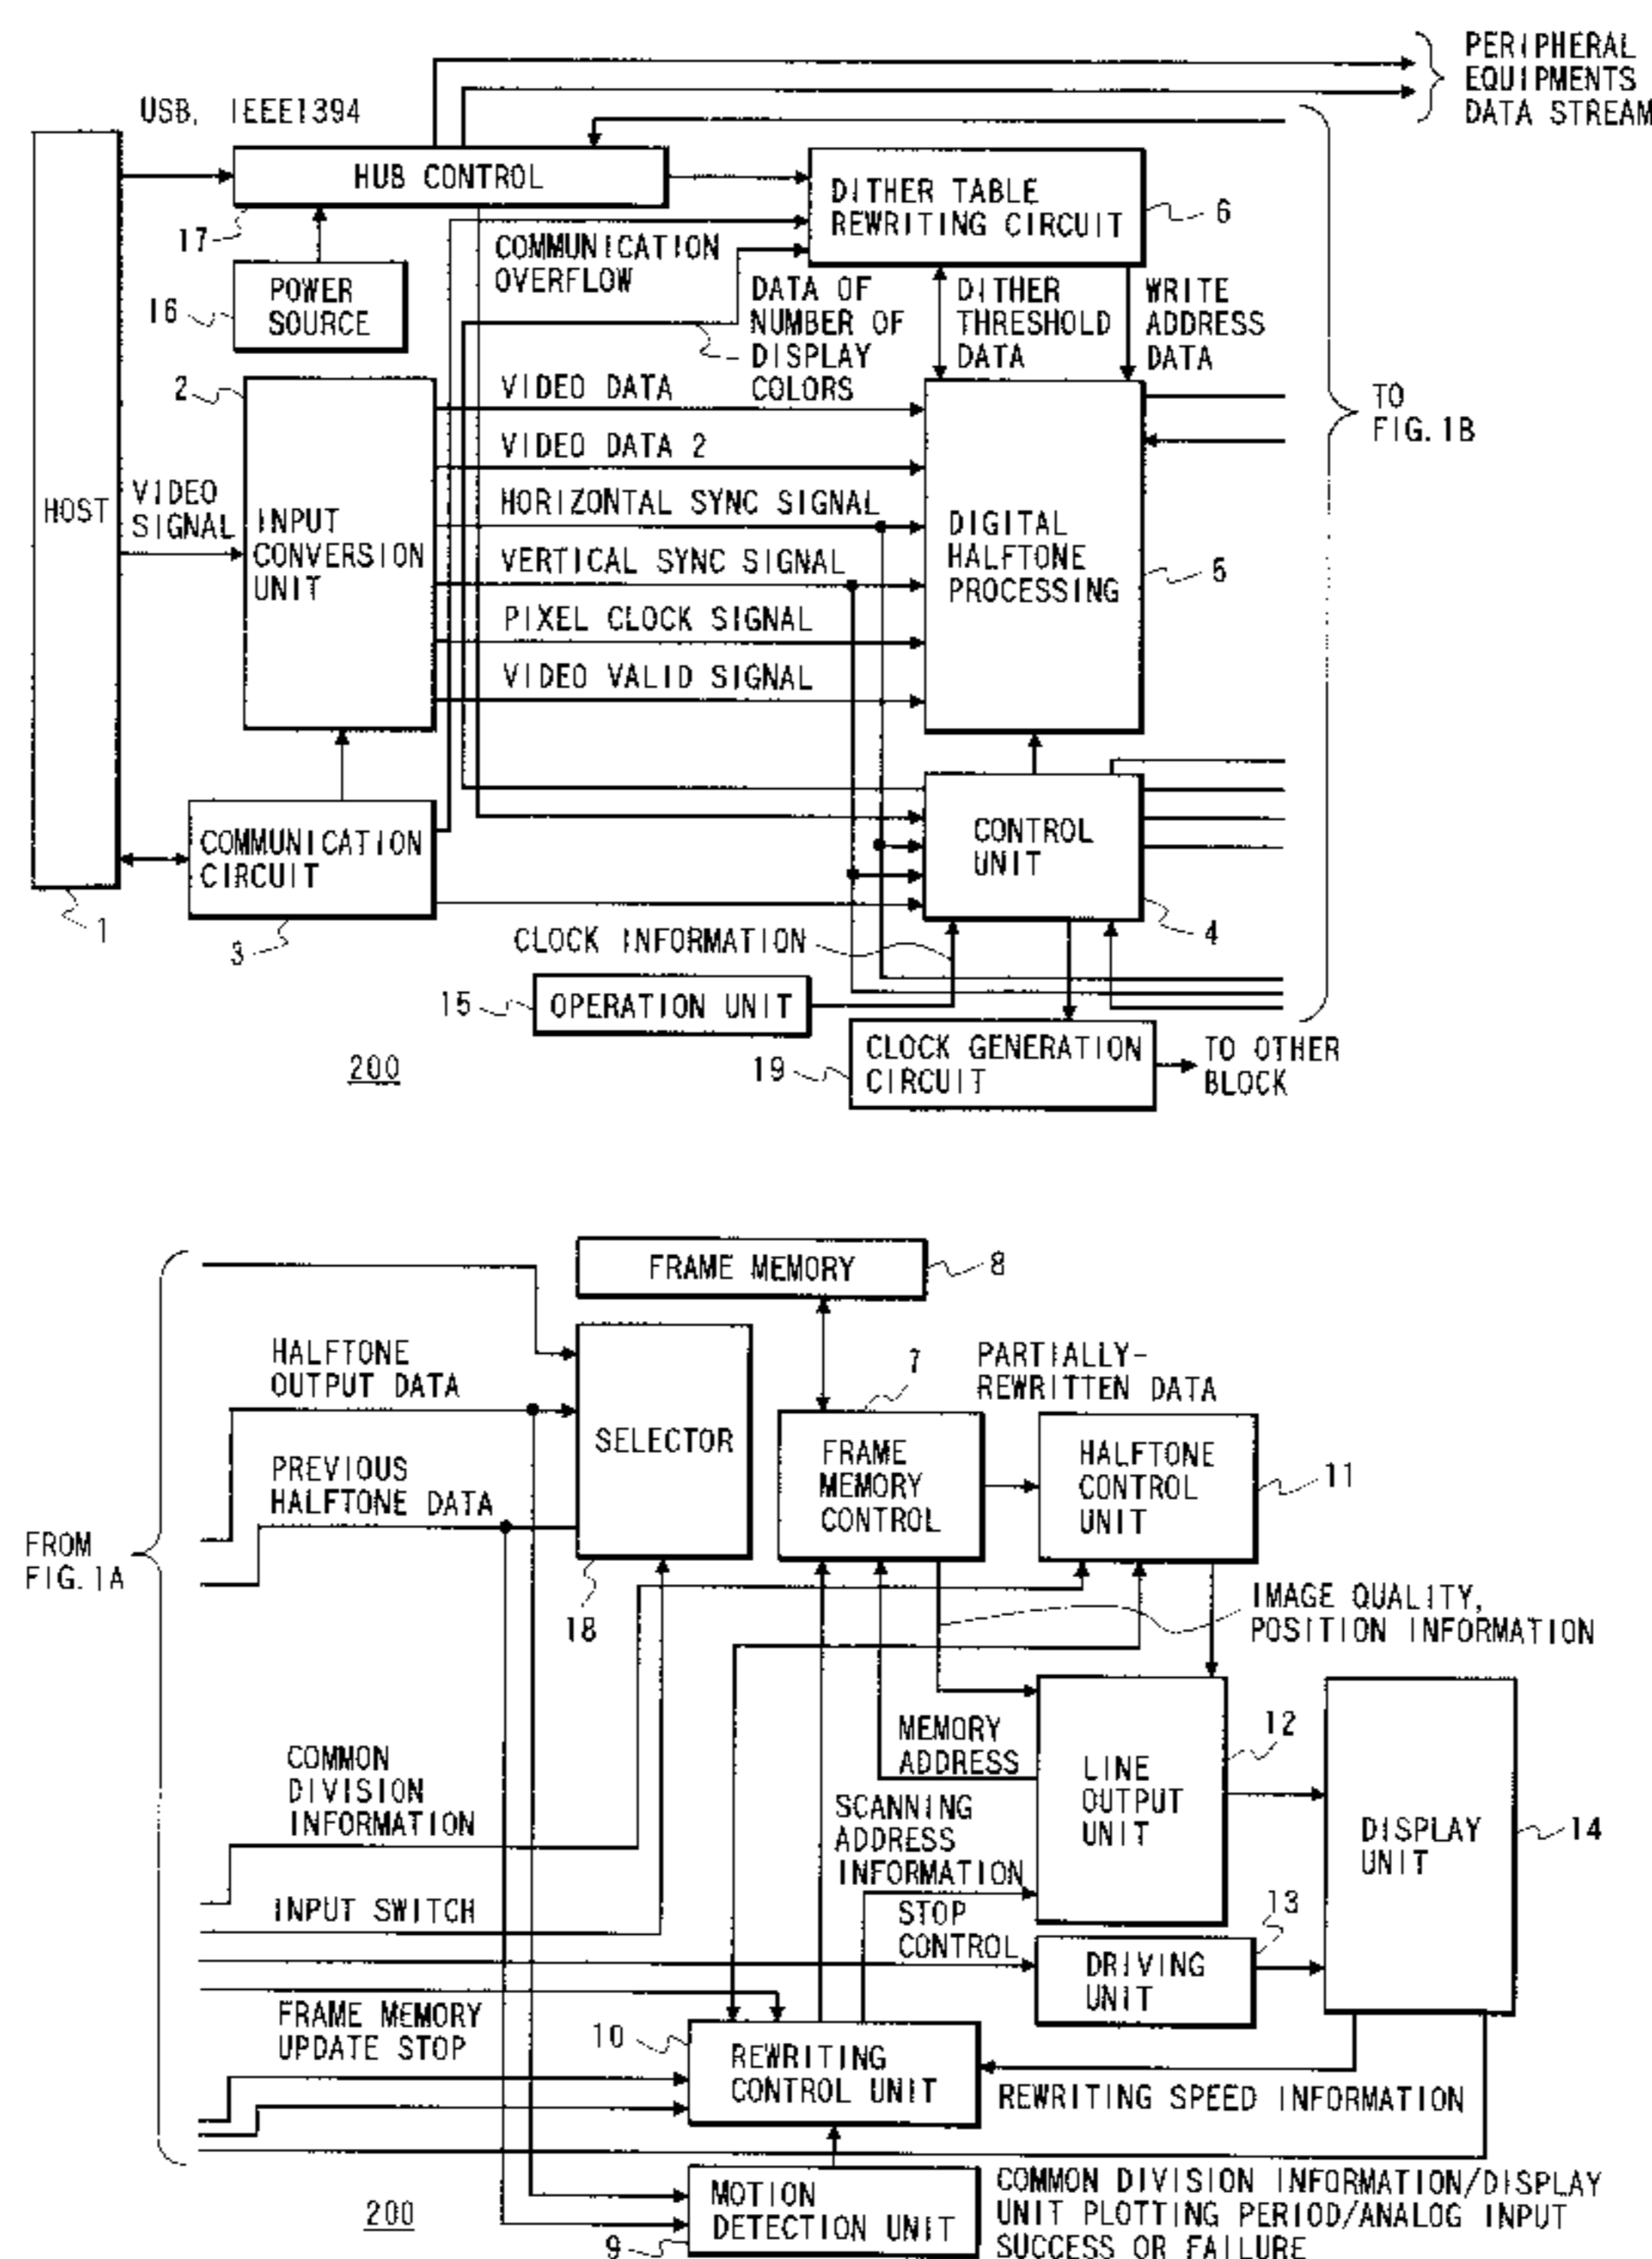 PERIPHERAL
EQUIPMENTS
DATA STREAM
USB, IEEE1394
HUB CONTROL
17
DITHER TABLE
REWRITING CIRCUIT
6
COMMUNICATION
OVERFLOW
POWER
SOURCE
16
DATA OF
NUMBER OF
DISPLAY
COLORS
DITHER
THRESHOLD
DATA
WRITE
ADDRESS
DATA
2
VIDEO DATA
VIDEO DATA 2
TO
FIG.1B
HOST
VIDEO
SIGNAL
INPUT
CONVERSION
UNIT
HORIZONTAL SYNC SIGNAL
VERTICAL SYNC SIGNAL
PIXEL CLOCK SIGNAL
VIDEO VALID SIGNAL
DIGITAL
HALFTONE
PROCESSING
5
COMMUNICATION
CIRCUIT
CONTROL
UNIT
1
3
4
CLOCK INFORMATION
15
OPERATION UNIT
19
CLOCK GENERATION
CIRCUIT
TO OTHER
BLOCK
200
FRAME MEMORY
8
HALFTONE
OUTPUT DATA
7
PARTIALLY-
REWRITTEN DATA
SELECTOR
FRAME
MEMORY
CONTROL
HALFTONE
CONTROL
UNIT
11
PREVIOUS
HALFTONE DATA
FROM
FIG.1A
18
IMAGE QUALITY,
POSITION INFORMATION
MEMORY
ADDRESS
12
COMMON
DIVISION
INFORMATION
LINE
OUTPUT
UNIT
SCANNING
ADDRESS
INFORMATION
DISPLAY
UNIT
14
INPUT SWITCH
STOP
CONTROL
13
DRIVING
UNIT
FRAME MEMORY
UPDATE STOP
10
REWRITING
CONTROL UNIT
REWRITING SPEED INFORMATION
MOTION
DETECTION UNIT
9
COMMON DIVISION INFORMATION/DISPLAY
UNIT PLOTTING PERIOD/ANALOG INPUT
SUCCESS OR FAILURE
200